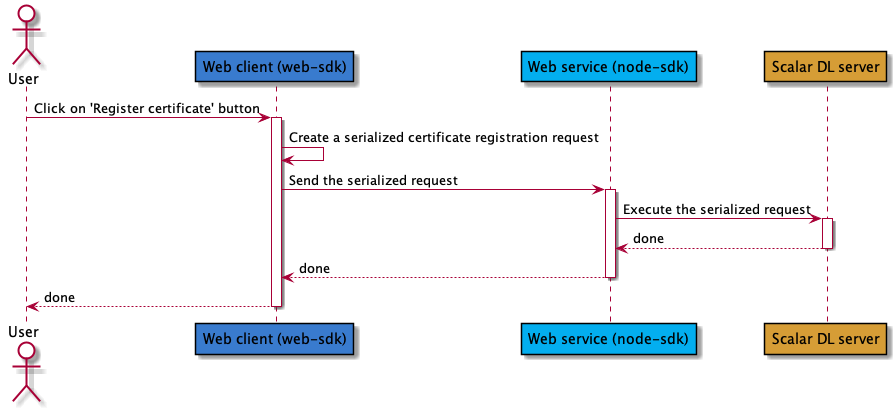 User
Web client (web-sdk)
Web service (node-sdk)
Scalar DL server
Click on 'Register certificate' button
Create a serialized certificate registration request
Send the serialized request
Execute the serialized request
done
done
done
User
Web client (web-sdk)
Web service (node-sdk)
Scalar DL server